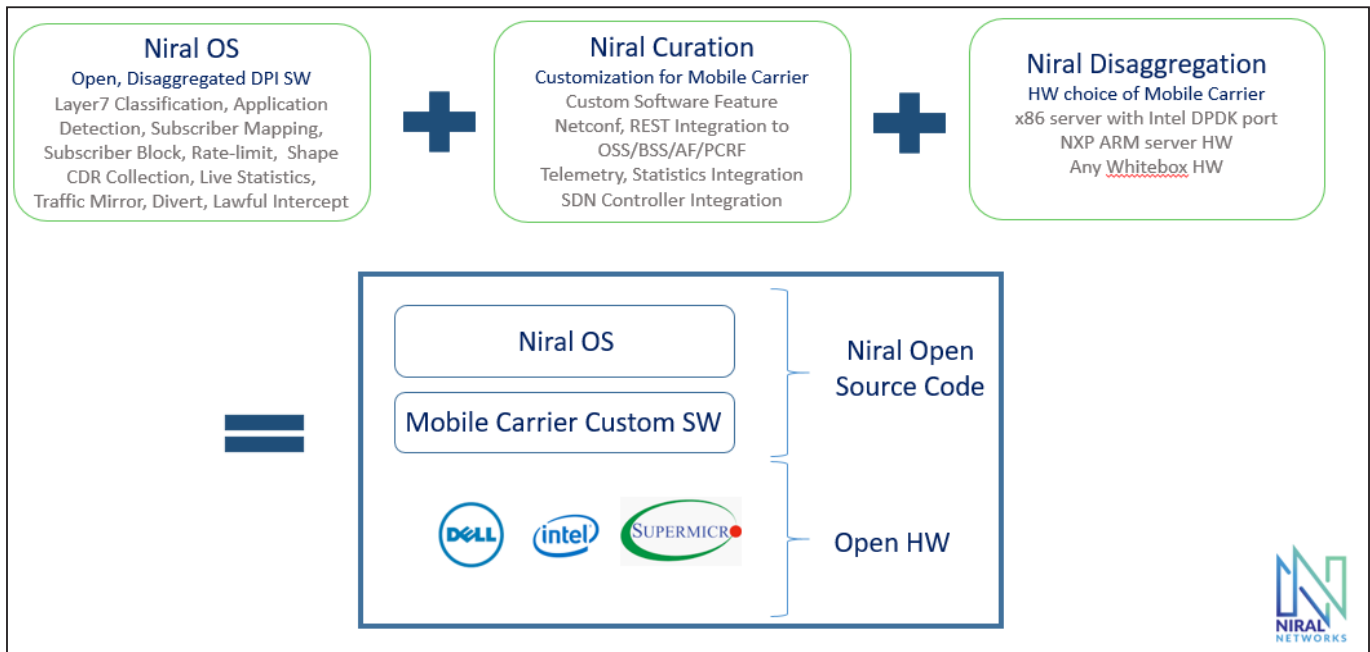 Niral OS
Open, Disaggregated DPI SW
Layer7 Classification, Application
Detection, Subscriber Mapping,
Subscriber Block, Rate-limit, Shape
CDR Collection, Live Statistics,
Traffic Mirror, Divert, Lawful Intercept
Niral Curation
Customization for Mobile Carrier
Custom Software Feature
Netconf, REST Integration to
OSS/BSS/AF/PCRF
Telemetry, Statistics Integration
SDN Controller Integration
Niral Disaggregation
HW choice of Mobile Carrier
x86 server with Intel DPDK port
NXP ARM server HW
Any Whitebox HW
Niral OS
Mobile Carrier Custom SW
Niral Open
Source Code
DELL
intel
SUPERMICRO
Open HW
NIRAL
NETWORKS